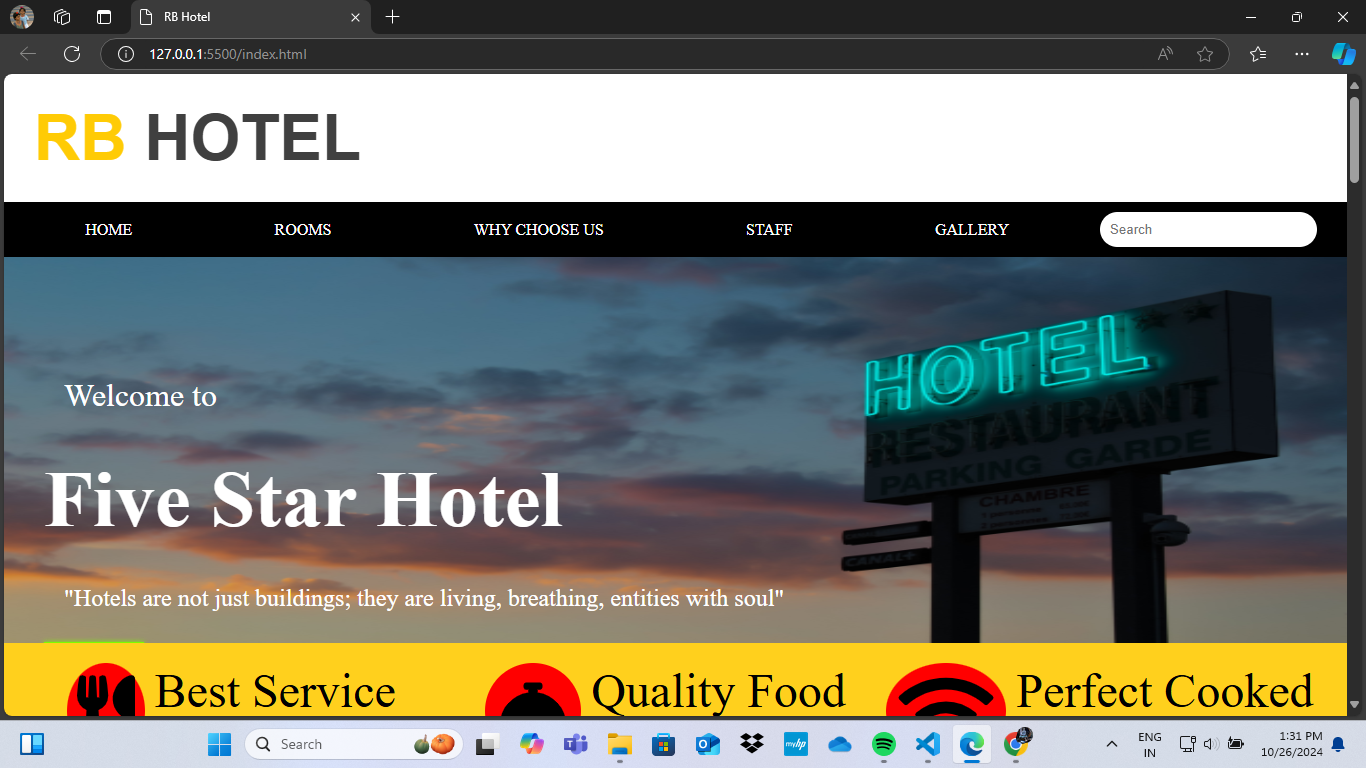 RB Hotel
127.0.0.1:5500/index.html
RB HOTEL
HOME ROOMS WHY CHOOSE US STAFF GALLERY Search
HOTEL
RESTAURANT
PARKING GARDE
CHAMBRE
CANAL+
Welcome to
Five Star Hotel
"Hotels are not just buildings; they are living, breathing, entities with soul"
Best Service Quality Food Perfect Cooked
Search
myhp
ENG
IN
1:31 PM
10/26/2024